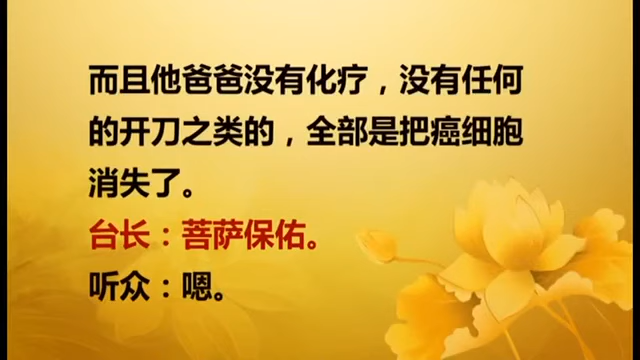 而且他爸爸没有化疗，没有任何
的开刀之类的，全部是把癌细胞
消失了。
台长：菩萨保佑。
听众：嗯。